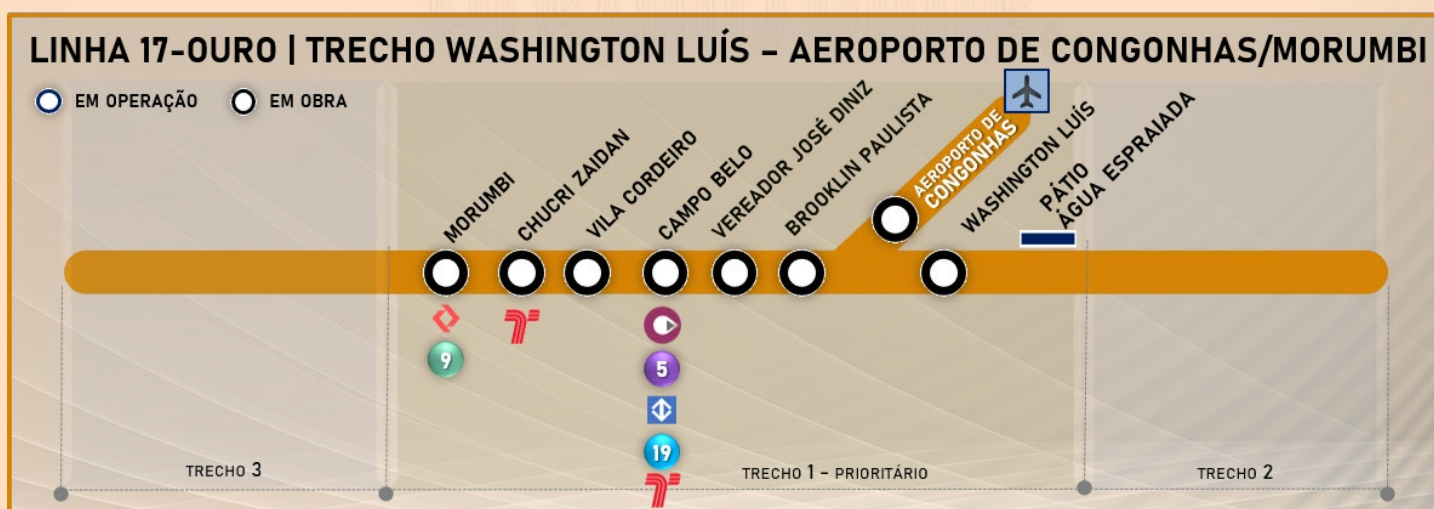 LINHA 17-OURO | TRECHO WASHINGTON LUÍS – AEROPORTO DE CONGONHAS/MORUMBI
EM OPERAÇÃO
EM OBRA
MORUMBI
CHUCRI ZAIDAN
VILA CORDEIRO
CAMPO BELO
VEREADOR JOSÉ DINIZ
BROOKLIN PAULISTA
AEROPORTO DE
CONGONHAS
WASHINGTON LUÍS
PÁTIO
ÁGUA ESPRAIADA
9
5
19
TRECHO 3
TRECHO 1 – PRIORITÁRIO
TRECHO 2